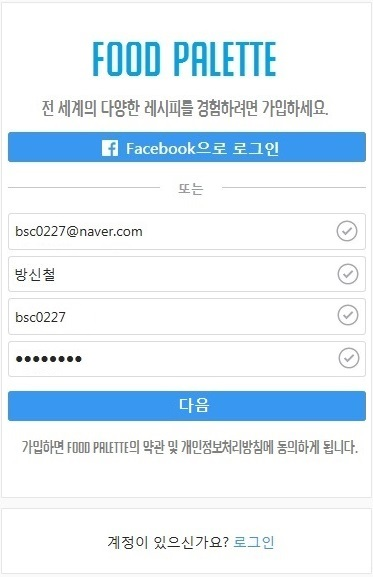 FOOD PALETTE
전 세계의 다양한 레시피를 경험하려면 가입하세요.
Facebook으로 로그인
또는
bsc0227@naver.com
방신철
bsc0227
●●●●●●●●
다음
가입하면 FOOD PALETTE의 약관 및 개인정보처리방침에 동의하게 됩니다.
계정이 있으신가요? 로그인